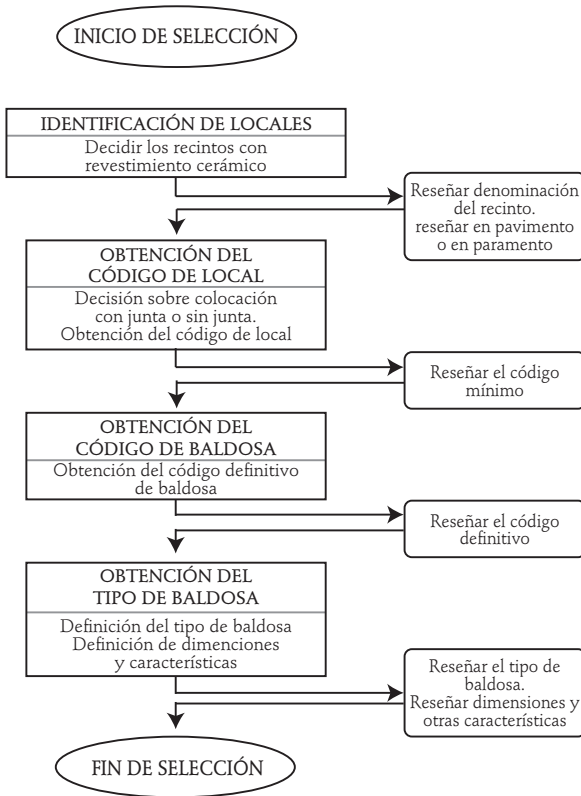 INICIO DE SELECCIÓN
IDENTIFICACIÓN DE LOCALES
Decidir los recintos con
revestimiento cerámico
Reseñar denominación
del recinto.
reseñar en pavimento
o en paramento
OBTENCIÓN DEL
CÓDIGO DE LOCAL
Decisión sobre colocación
con junta o sin junta.
Obtención del código de local
Reseñar el código
mínimo
OBTENCIÓN DEL
CÓDIGO DE BALDOSA
Obtención del código definitivo
de baldosa
Reseñar el código
definitivo
OBTENCIÓN DEL
TIPO DE BALDOSA
Definición del tipo de baldosa
Definición de dimenciones
y características
Reseñar el tipo de
baldosa.
Reseñar dimensiones y
otras características
FIN DE SELECCIÓN